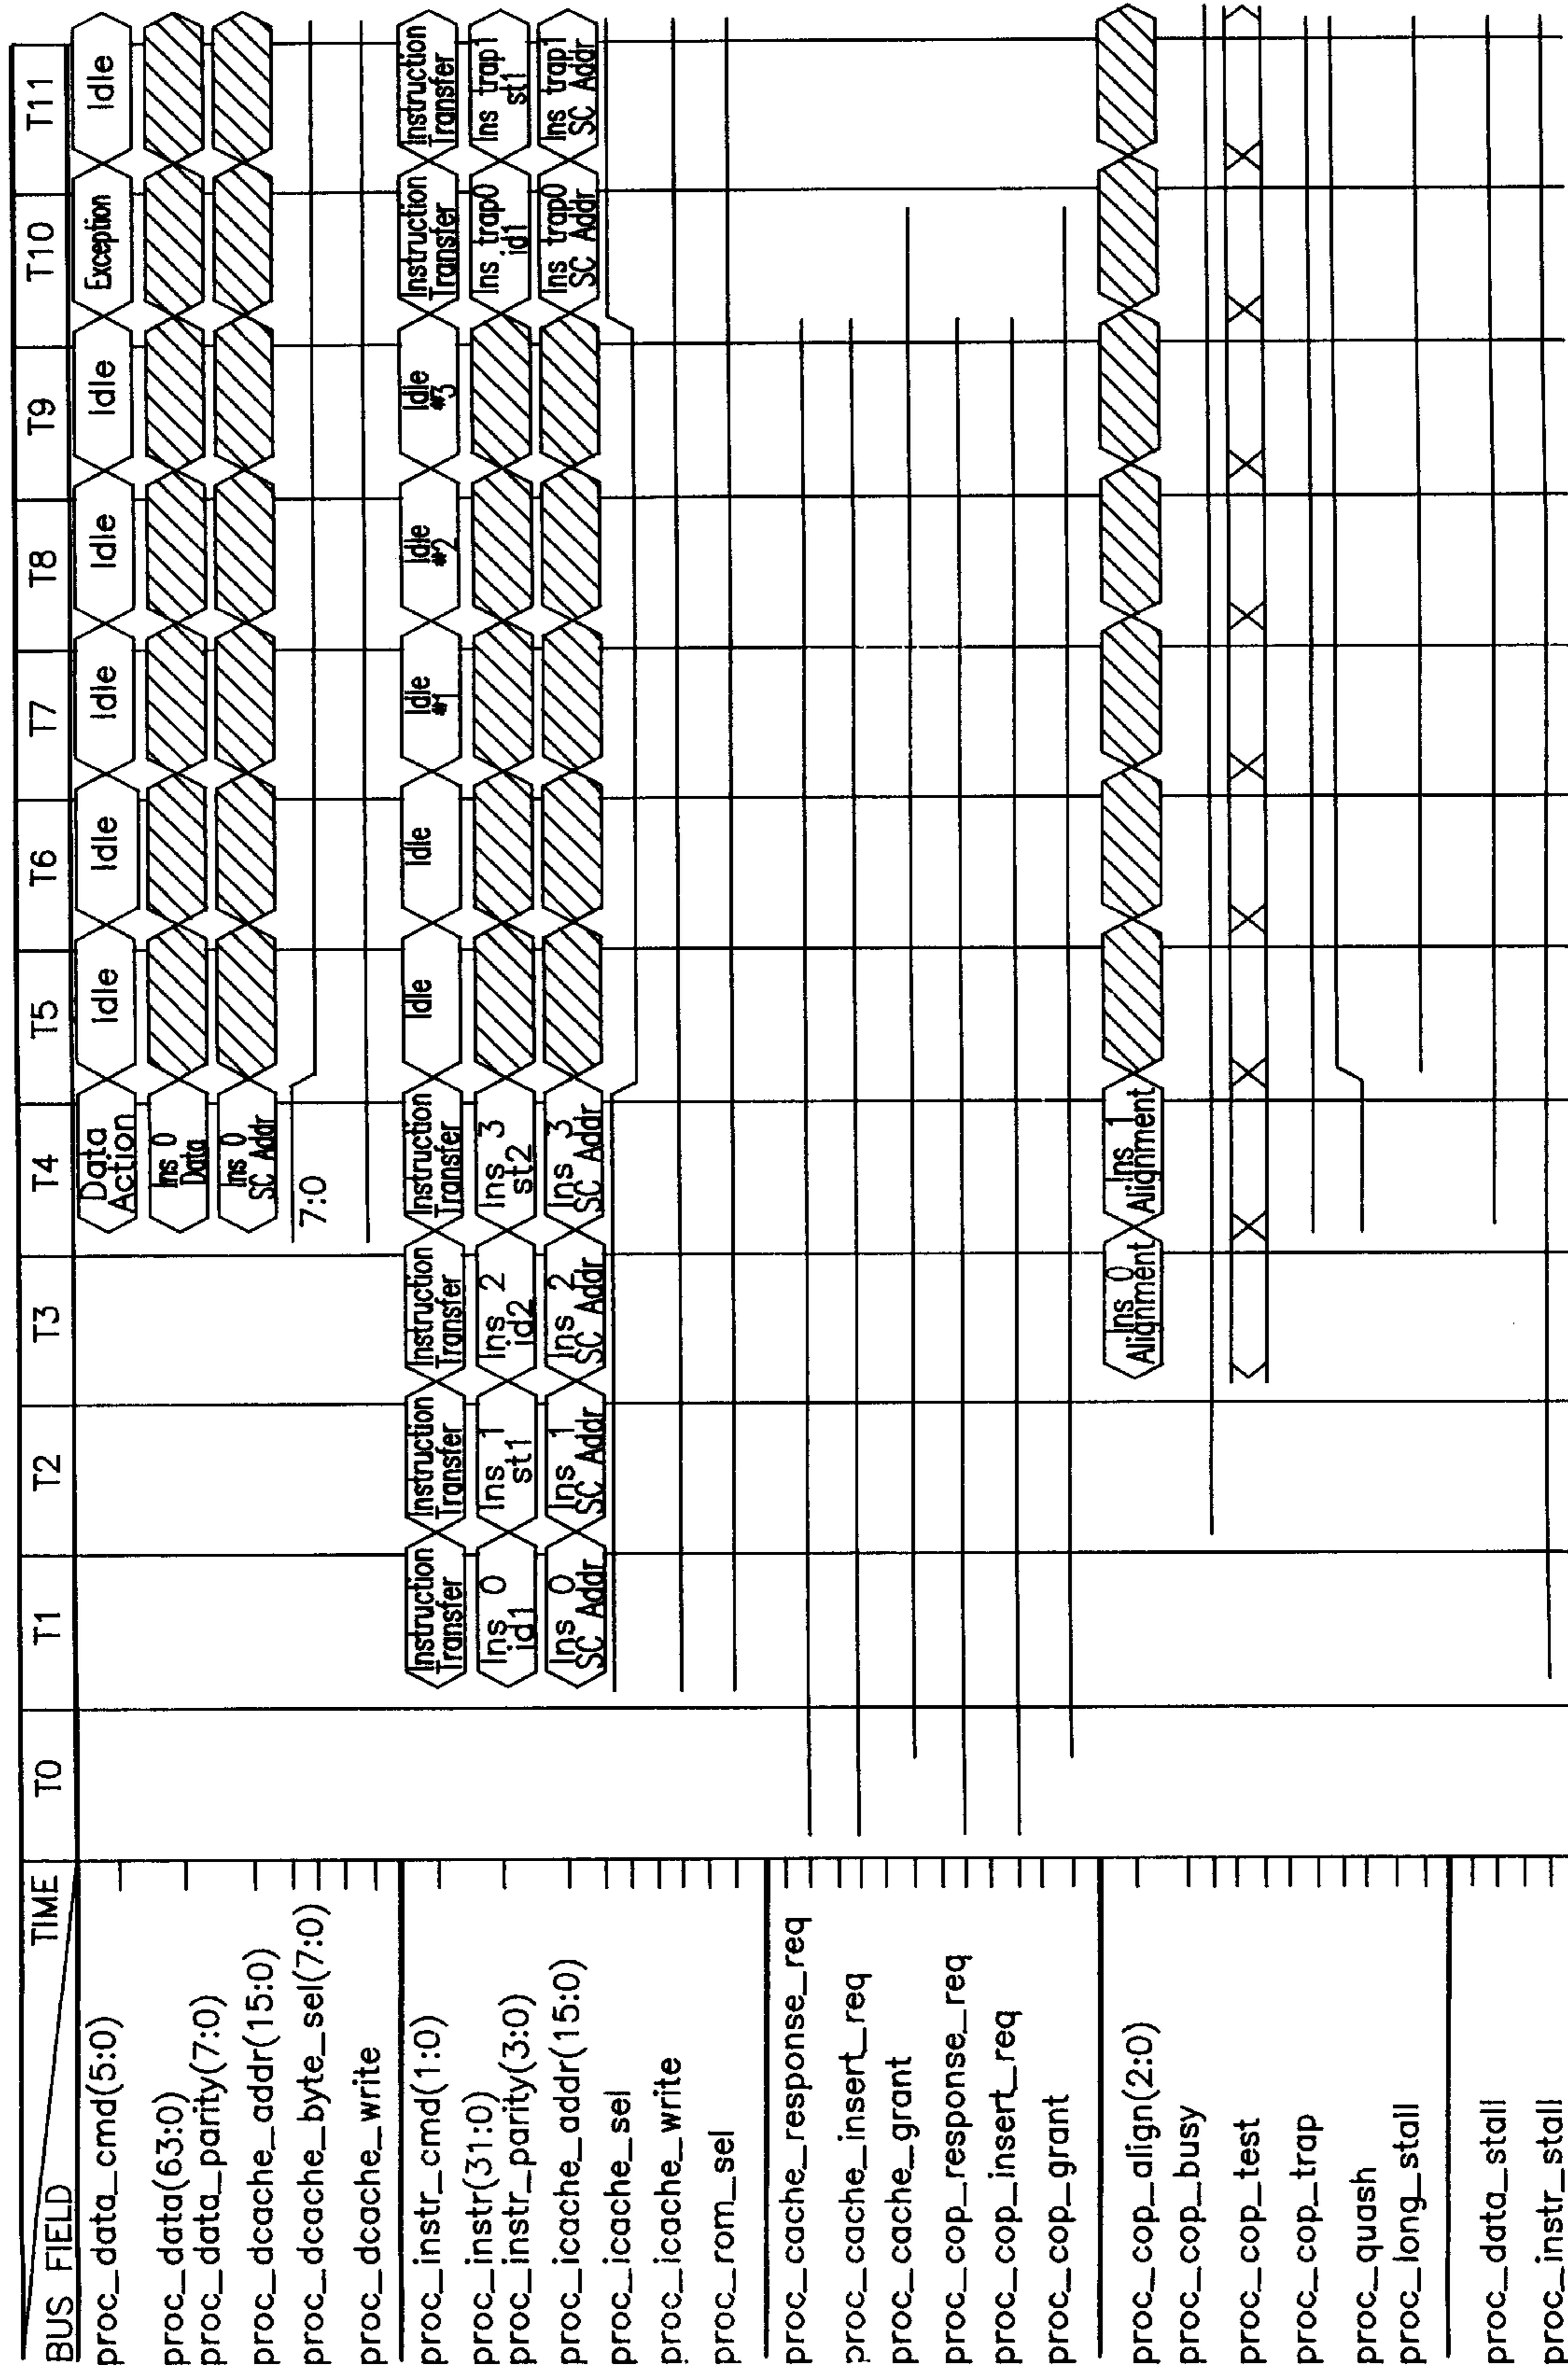 BUS FIELD TIME T0 T1 T2 T3 T4 T5 T6 T7 T8 T9 T10 T11
proc_data_cmd(5:0) Data Action Idle Idle Idle Idle Idle Exception Idle
proc_data(63:0)
proc_data_parity(7:0) Ins 0 Data
proc_dcache_addr(15:0) Ins 0 SC Addr
proc_dcache_byte_sel(7:0) 7:0
proc_dcache_write
proc_instr_cmd(1:0) Instruction Transfer Instruction Transfer Instruction Transfer Instruction Transfer Idle Idle Idle #1 Idle #2 Idle #3 Instruction Transfer Instruction Transfer
proc_instr(31:0)
proc_instr_parity(3:0) Ins 0 id1 Ins 1 st1 Ins 2 id2 Ins 3 st2 Ins trap0 id1 Ins trap1 st1
proc_icache_addr(15:0) Ins 0 SC Addr Ins 1 SC Addr Ins 2 SC Addr Ins 3 SC Addr Ins trap0 SC Addr Ins trap1 SC Addr
proc_icache_sel
proc_icache_write
proc_rom_sel
proc_cache_response_req
proc_cache_insert_req
proc_cache_grant
proc_cop_response_req
proc_cop_insert_req
proc_cop_grant
proc_cop_align(2:0) Ins 0 Alignment Ins 1 Alignment
proc_cop_busy
proc_cop_test
proc_cop_trap
proc_quash
proc_long_stall
proc_data_stall
proc_instr_stall